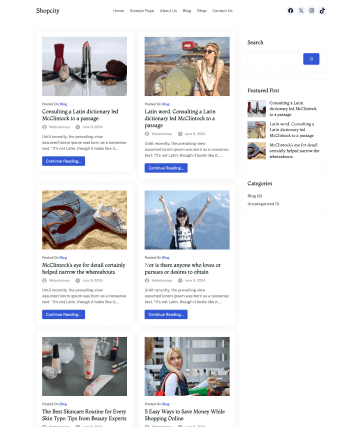 Shopcity
Home Sample Page About Us Blog Shop Contact Us
Posted On Blog
Consulting a Latin dictionary led
McClintock to a passage
June 9, 2024
Until recently, the prevailing view
assumed lorem ipsum was born as a nonsense
text. "It's not Latin, though it looks like it...
Continue Reading...
Posted On Blog
Latin word. Consulting a Latin
dictionary led McClintock to a
passage
June 9, 2024
Until recently, the prevailing view
assumed lorem ipsum was born as a nonsense
text. "It's not Latin, though it looks like it...
Continue Reading...
Posted On Blog
McClintock's eye for detail certainly
helped narrow the whereabouts
June 9, 2024
Until recently, the prevailing view
assumed lorem ipsum was born as a nonsense
text. "It's not Latin, though it looks like it...
Continue Reading...
Posted On Blog
Nor is there anyone who loves or
pursues or desires to obtain
June 9, 2024
Until recently, the prevailing view
assumed lorem ipsum was born as a nonsense
text. "It's not Latin, though it looks like it...
Continue Reading...
Posted On Blog
The Best Skincare Routine for Every
Skin Type: Tips from Beauty Experts
Posted On Blog
5 Easy Ways to Save Money While
Shopping Online
Search
Featured Post
Consulting a Latin dictionary
led McClintock
to a passage
Latin word. Consulting a
Latin dictionary led
McClintock to a passage
McClintock's eye for detail
certainly helped narrow the
whereabouts
Categories
Blog (9)
Uncategorized (1)